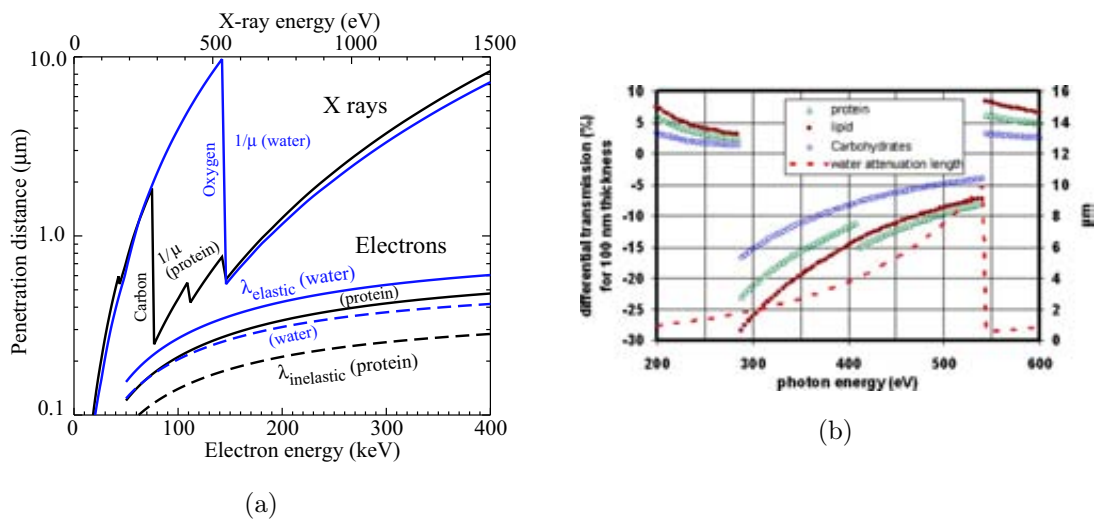 X-ray energy (eV)
0 500 1000 1500
10.0
1.0
0.1
Penetration distance (μm)
X rays
1/μ (water)
Oxygen
Carbon
1/μ
(protein)
Electrons
λelastic (water)
(protein)
(water)
λinelastic (protein)
0 100 200 300 400
Electron energy (keV)
(a)
protein
lipid
Carbohydrates
water attenuation length
differential transmission (%)
for 100 nm thickness
10
5
0
-5
-10
-15
-20
-25
-30
16
14
12
10
8
6
4
2
0
μm
200 300 400 500 600
photon energy (eV)
(b)